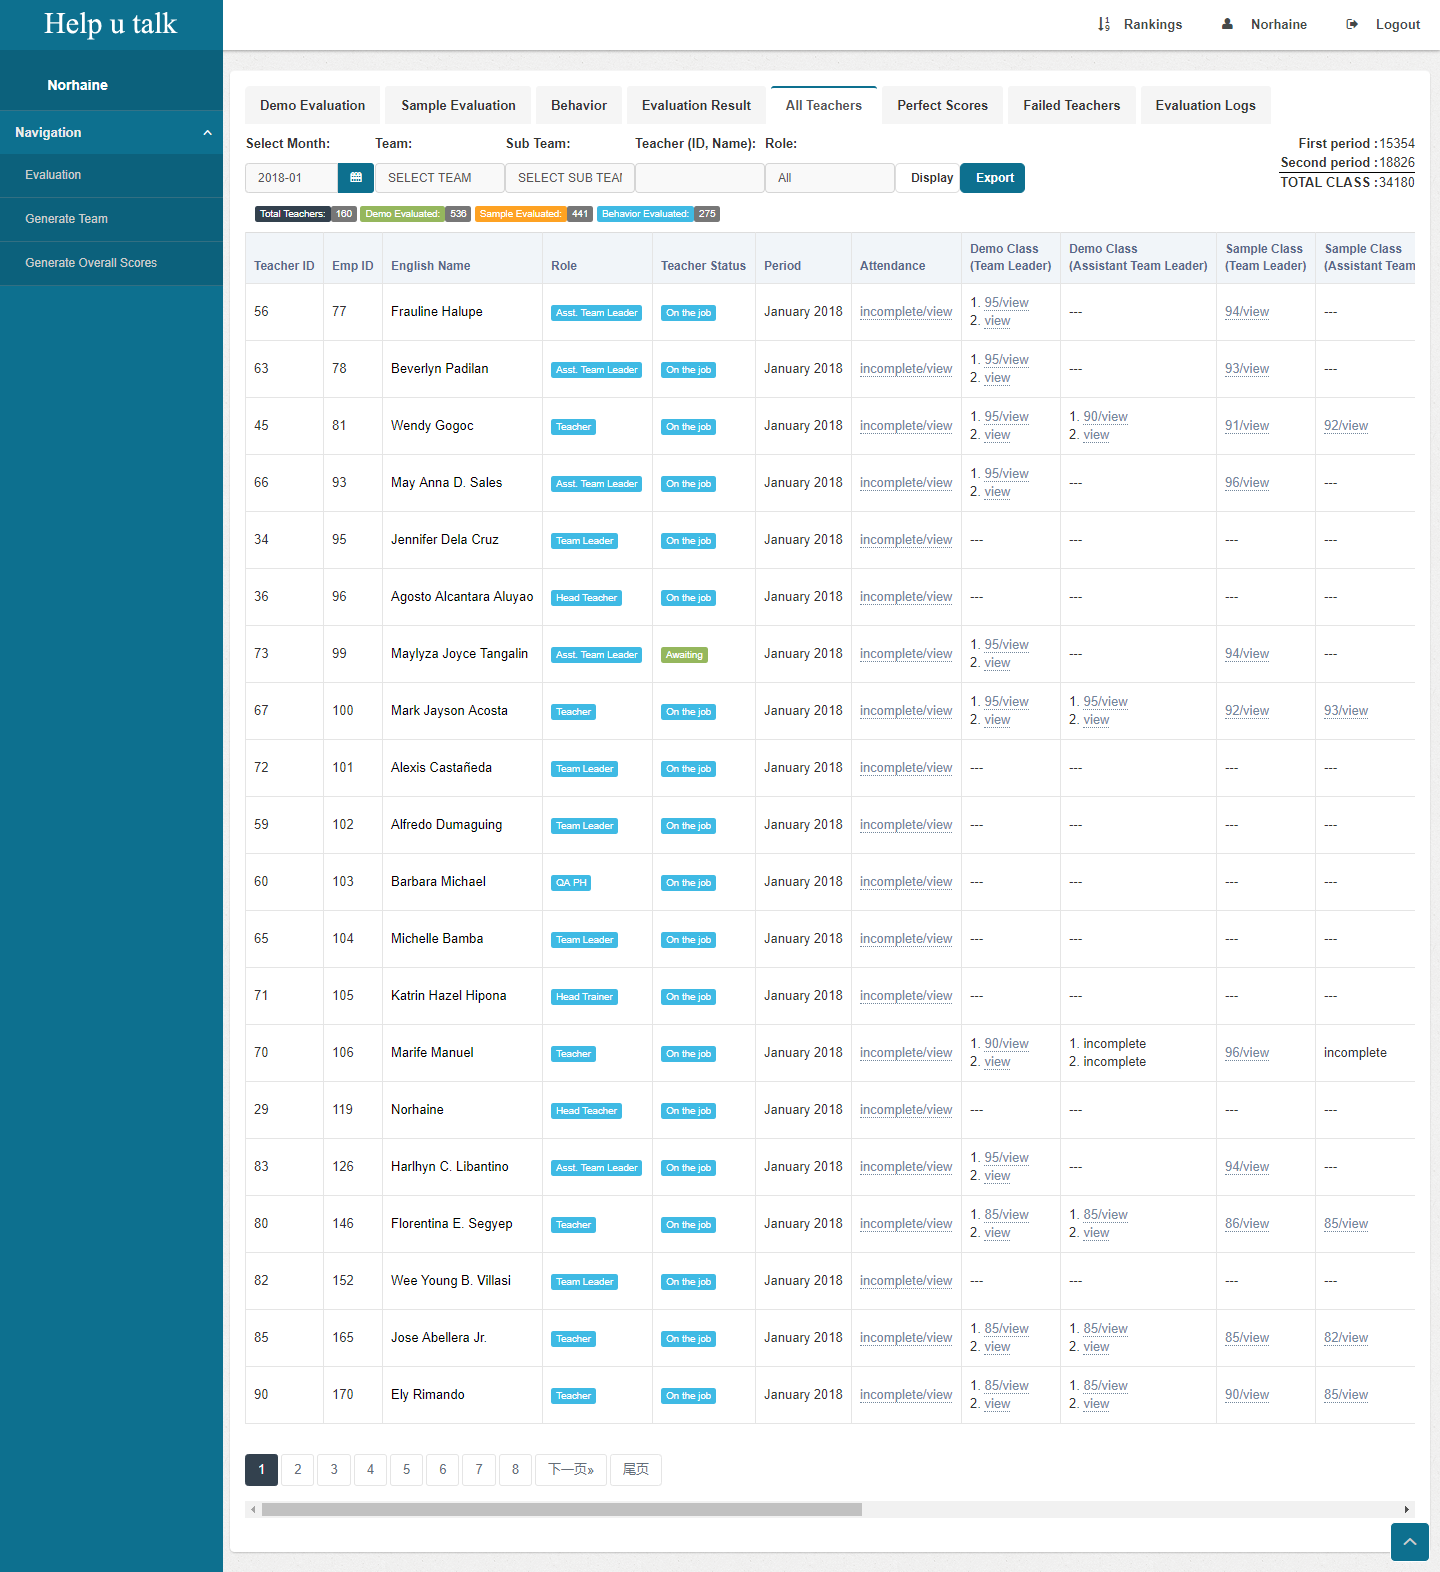 Help u talk
Rankings Norhaine Logout
Norhaine
Navigation
Evaluation
Generate Team
Generate Overall Scores
Demo Evaluation Sample Evaluation Behavior Evaluation Result All Teachers Perfect Scores Failed Teachers Evaluation Logs
Select Month: Team: Sub Team: Teacher (ID, Name): Role:
2018-01 SELECT TEAM SELECT SUB TEAM All Display Export
First period :15354
Second period :18826
TOTAL CLASS :34180
Total Teachers: 160 Demo Evaluated: 536 Sample Evaluated: 441 Behavior Evaluated: 275
Teacher ID Emp ID English Name Role Teacher Status Period Attendance Demo Class (Team Leader) Demo Class (Assistant Team Leader) Sample Class (Team Leader) Sample Class (Assistant Team
56 77 Frauline Halupe Asst. Team Leader On the job January 2018 incomplete/view 1. 95/view 2. view --- 94/view ---
63 78 Beverlyn Padilan Asst. Team Leader On the job January 2018 incomplete/view 1. 95/view 2. view --- 93/view ---
45 81 Wendy Gogoc Teacher On the job January 2018 incomplete/view 1. 95/view 2. view 1. 90/view 2. view 91/view 92/view
66 93 May Anna D. Sales Asst. Team Leader On the job January 2018 incomplete/view 1. 95/view 2. view --- 96/view ---
34 95 Jennifer Dela Cruz Team Leader On the job January 2018 incomplete/view --- --- --- ---
36 96 Agosto Alcantara Aluyao Head Teacher On the job January 2018 incomplete/view --- --- --- ---
73 99 Maylyza Joyce Tangalin Asst. Team Leader Awaiting January 2018 incomplete/view 1. 95/view 2. view --- 94/view ---
67 100 Mark Jayson Acosta Teacher On the job January 2018 incomplete/view 1. 95/view 2. view 1. 95/view 2. view 92/view 93/view
72 101 Alexis Castañeda Team Leader On the job January 2018 incomplete/view --- --- --- ---
59 102 Alfredo Dumaguing Team Leader On the job January 2018 incomplete/view --- --- --- ---
60 103 Barbara Michael QA PH On the job January 2018 incomplete/view --- --- --- ---
65 104 Michelle Bamba Team Leader On the job January 2018 incomplete/view --- --- --- ---
71 105 Katrin Hazel Hipona Head Trainer On the job January 2018 incomplete/view --- --- --- ---
70 106 Marife Manuel Teacher On the job January 2018 incomplete/view 1. 90/view 2. view 1. incomplete 2. incomplete 96/view incomplete
29 119 Norhaine Head Teacher On the job January 2018 incomplete/view --- --- --- ---
83 126 Harlhyn C. Libantino Asst. Team Leader On the job January 2018 incomplete/view 1. 95/view 2. view --- 94/view ---
80 146 Florentina E. Segyep Teacher On the job January 2018 incomplete/view 1. 85/view 2. view 1. 85/view 2. view 86/view 85/view
82 152 Wee Young B. Villasi Team Leader On the job January 2018 incomplete/view --- --- --- ---
85 165 Jose Abellera Jr. Teacher On the job January 2018 incomplete/view 1. 85/view 2. view 1. 85/view 2. view 85/view 82/view
90 170 Ely Rimando Teacher On the job January 2018 incomplete/view 1. 85/view 2. view 1. 85/view 2. view 90/view 85/view
1 2 3 4 5 6 7 8 下一页» 尾页